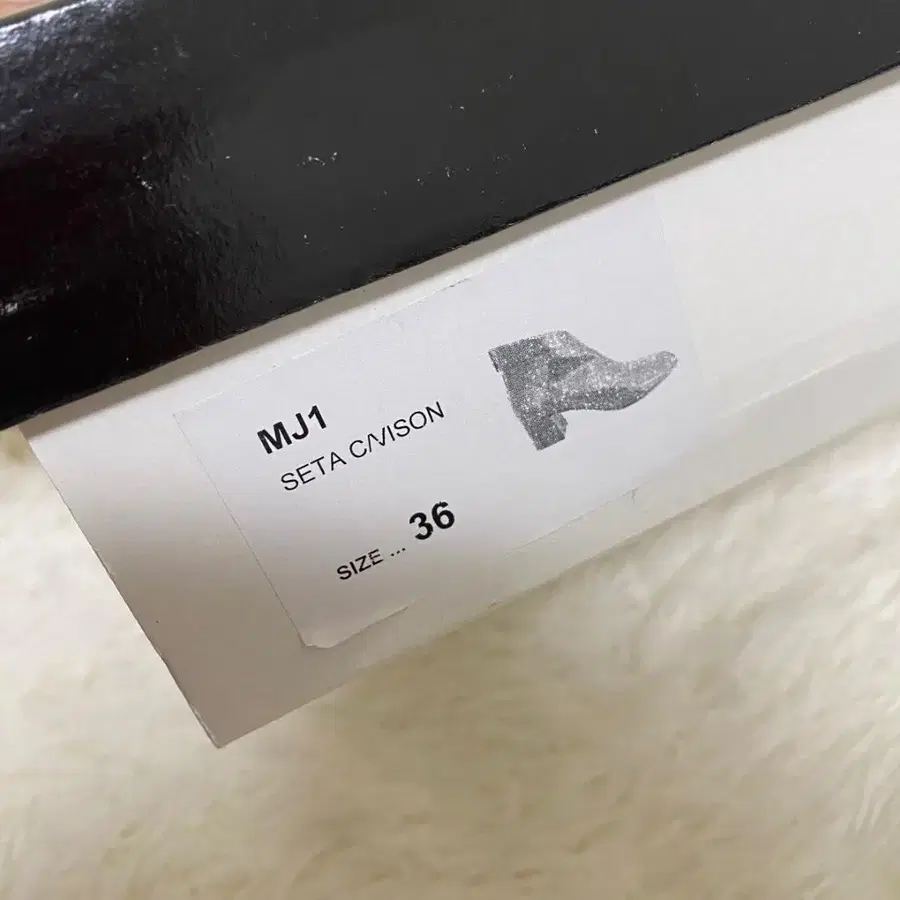 MJ1
SETA C/VISON
SIZE ... 36